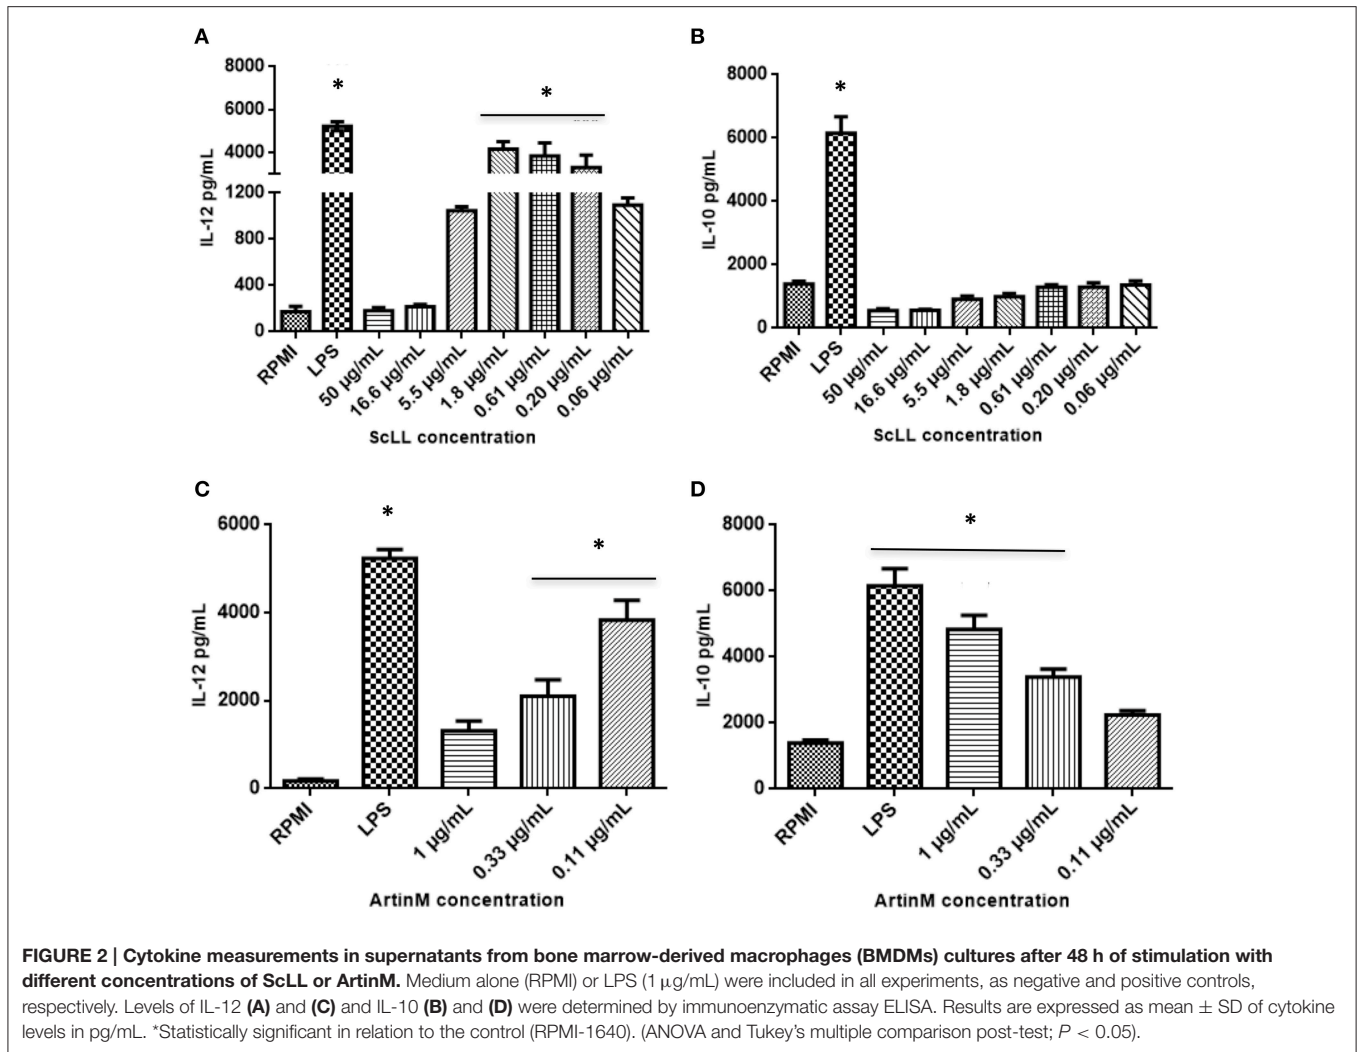 A
IL-12 pg/mL
8000
6000
4000
1200
800
400
0
*
*
RPMI
LPS
50 µg/mL
16.6 µg/mL
5.5 µg/mL
1.8 µg/mL
0.61 µg/mL
0.20 µg/mL
0.06 µg/mL
ScLL concentration
B
IL-10 pg/mL
8000
6000
4000
2000
0
*
RPMI
LPS
50 µg/mL
16.6 µg/mL
5.5 µg/mL
1.8 µg/mL
0.61 µg/mL
0.20 µg/mL
0.06 µg/mL
ScLL concentration
C
IL-12 pg/mL
6000
4000
2000
0
*
*
RPMI
LPS
1 µg/mL
0.33 µg/mL
0.11 µg/mL
ArtinM concentration
D
IL-10 pg/mL
8000
6000
4000
2000
0
*
RPMI
LPS
1 µg/mL
0.33 µg/mL
0.11 µg/mL
ArtinM concentration
FIGURE 2 | Cytokine measurements in supernatants from bone marrow-derived macrophages (BMDMs) cultures after 48 h of stimulation with
different concentrations of ScLL or ArtinM. Medium alone (RPMI) or LPS (1 µg/mL) were included in all experiments, as negative and positive controls,
respectively. Levels of IL-12 (A) and (C) and IL-10 (B) and (D) were determined by immunoenzymatic assay ELISA. Results are expressed as mean ± SD of cytokine
levels in pg/mL. *Statistically significant in relation to the control (RPMI-1640). (ANOVA and Tukey's multiple comparison post-test; P < 0.05).